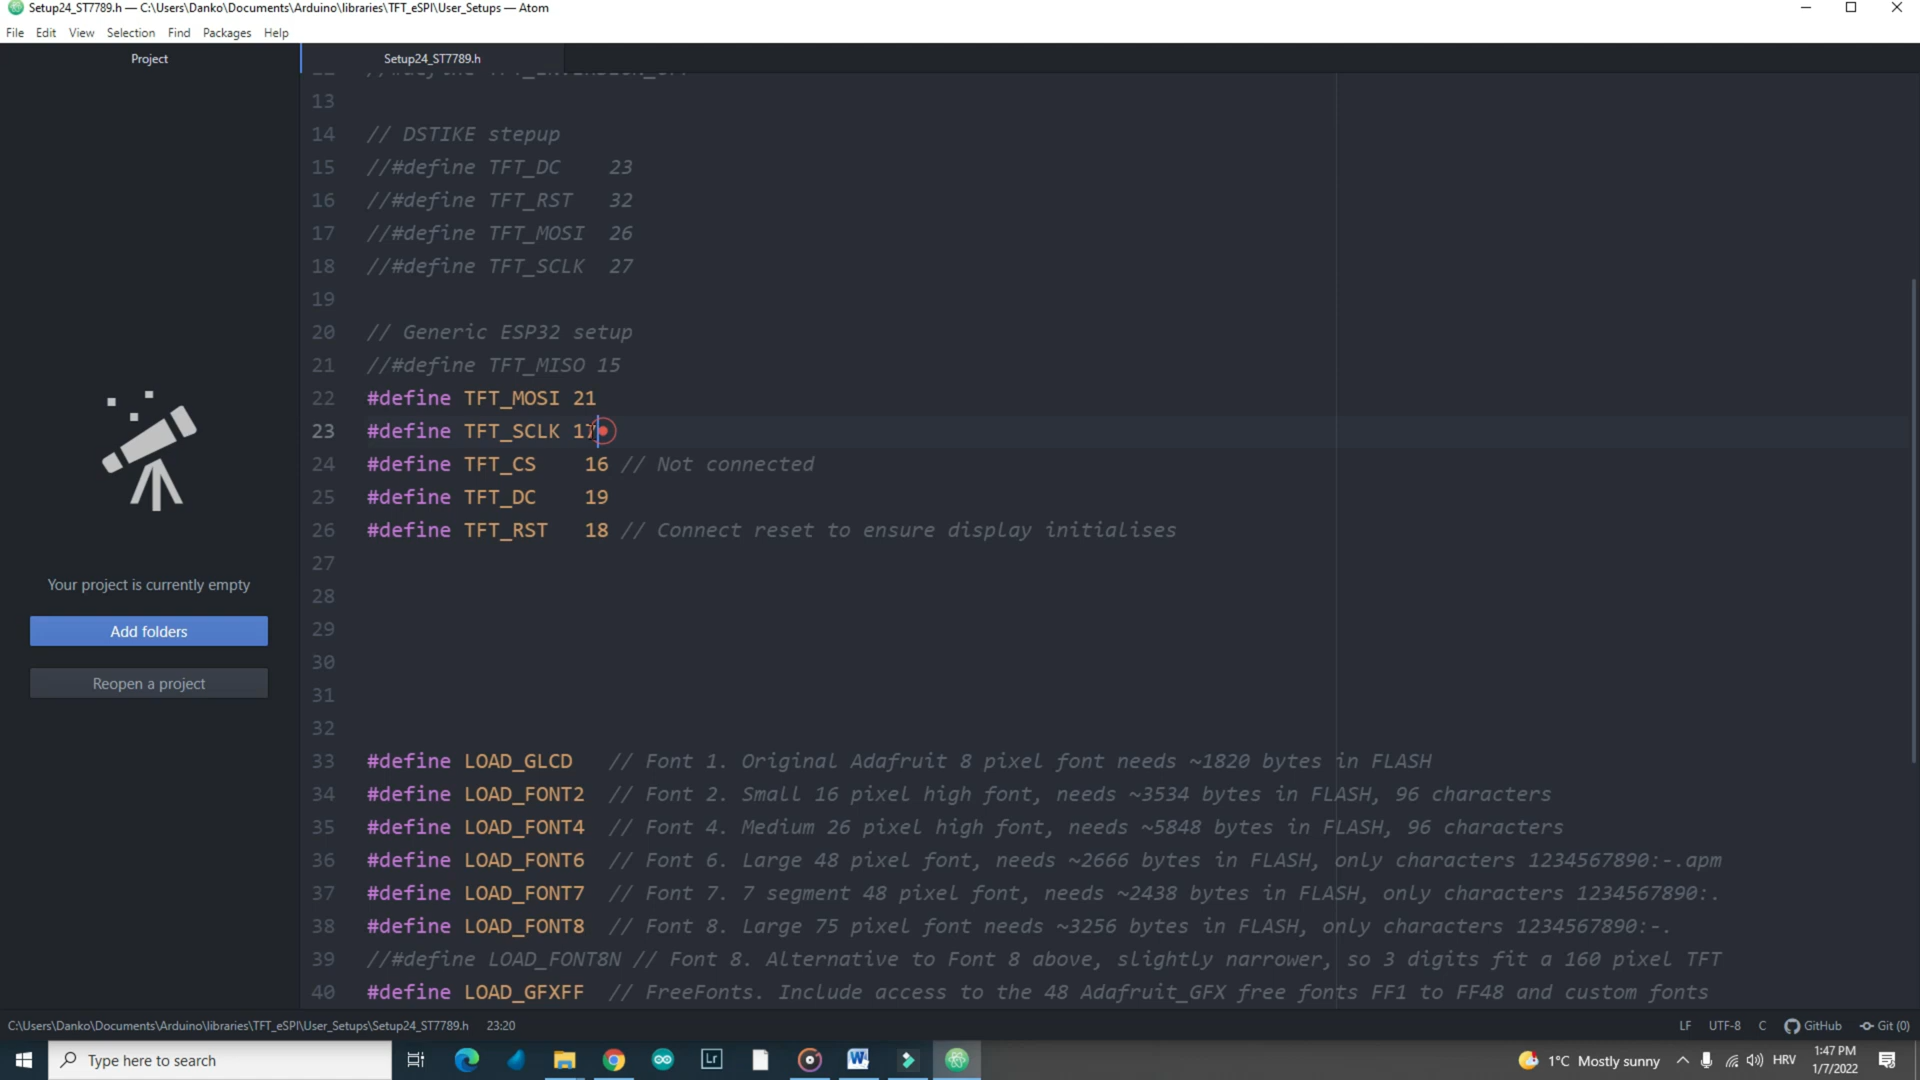 Setup24_ST7789.h — C:\Users\Danko\Documents\Arduino\libraries\TFT_eSPI\User_Setups — Atom
File Edit View Selection Find Packages Help
Project
Setup24_ST7789.h
13
14 // DSTIKE stepup
15 //#define TFT_DC 23
16 //#define TFT_RST 32
17 //#define TFT_MOSI 26
18 //#define TFT_SCLK 27
19
20 // Generic ESP32 setup
21 //#define TFT_MISO 15
22 #define TFT_MOSI 21
23 #define TFT_SCLK 17
24 #define TFT_CS 16 // Not connected
25 #define TFT_DC 19
26 #define TFT_RST 18 // Connect reset to ensure display initialises
27
28
29
30
31
32
33 #define LOAD_GLCD // Font 1. Original Adafruit 8 pixel font needs ~1820 bytes in FLASH
34 #define LOAD_FONT2 // Font 2. Small 16 pixel high font, needs ~3534 bytes in FLASH, 96 characters
35 #define LOAD_FONT4 // Font 4. Medium 26 pixel high font, needs ~5848 bytes in FLASH, 96 characters
36 #define LOAD_FONT6 // Font 6. Large 48 pixel font, needs ~2666 bytes in FLASH, only characters 1234567890:-.apm
37 #define LOAD_FONT7 // Font 7. 7 segment 48 pixel font, needs ~2438 bytes in FLASH, only characters 1234567890:.
38 #define LOAD_FONT8 // Font 8. Large 75 pixel font needs ~3256 bytes in FLASH, only characters 1234567890:-.
39 //#define LOAD_FONT8N // Font 8. Alternative to Font 8 above, slightly narrower, so 3 digits fit a 160 pixel TFT
40 #define LOAD_GFXFF // FreeFonts. Include access to the 48 Adafruit_GFX free fonts FF1 to FF48 and custom fonts
Your project is currently empty
Add folders
Reopen a project
C:\Users\Danko\Documents\Arduino\libraries\TFT_eSPI\User_Setups\Setup24_ST7789.h 23:20
LF UTF-8 C GitHub Git (0)
Type here to search
Lr
W
1°C Mostly sunny
HRV
1:47 PM
1/7/2022